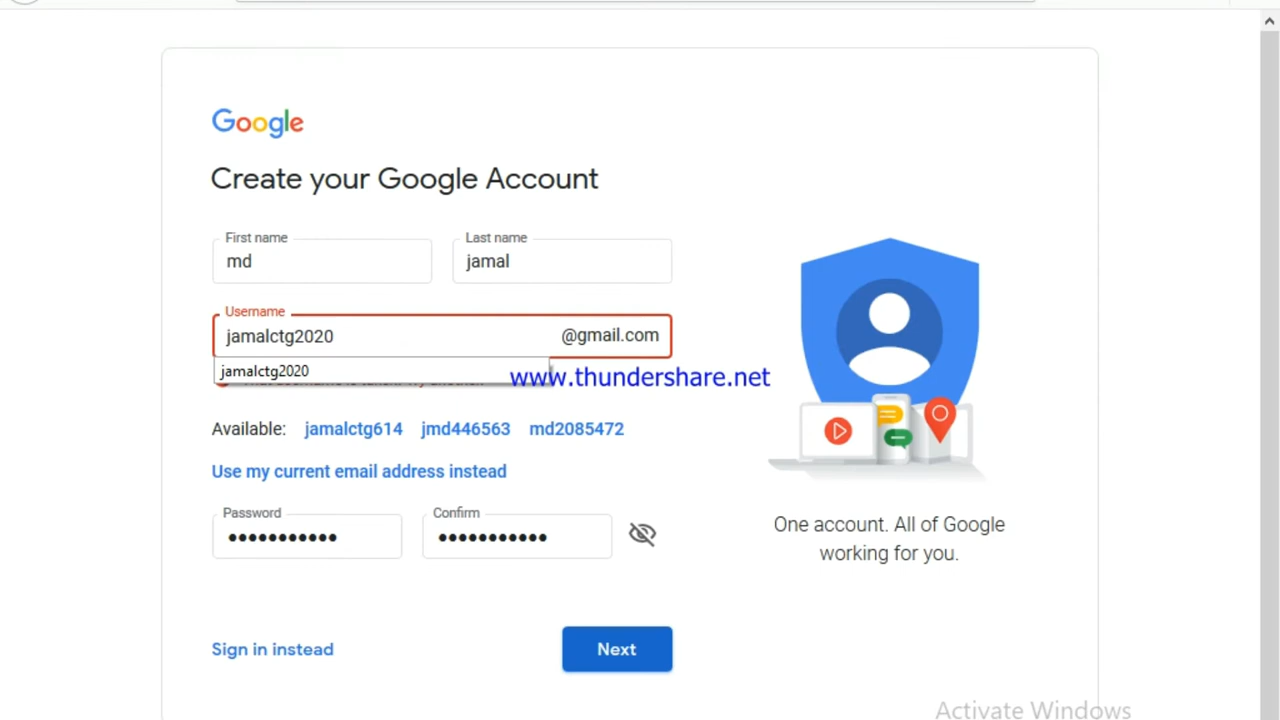 Google
Create your Google Account
First name
Last name
md
jamal
Username
jamalctg2020
@gmail.com
jamalctg2020
www.thundershare.net
Available: jamalctg614 jmd446563 md2085472
Use my current email address instead
Password
Confirm
One account. All of Google
working for you.
Sign in instead
Next
Activate Windows